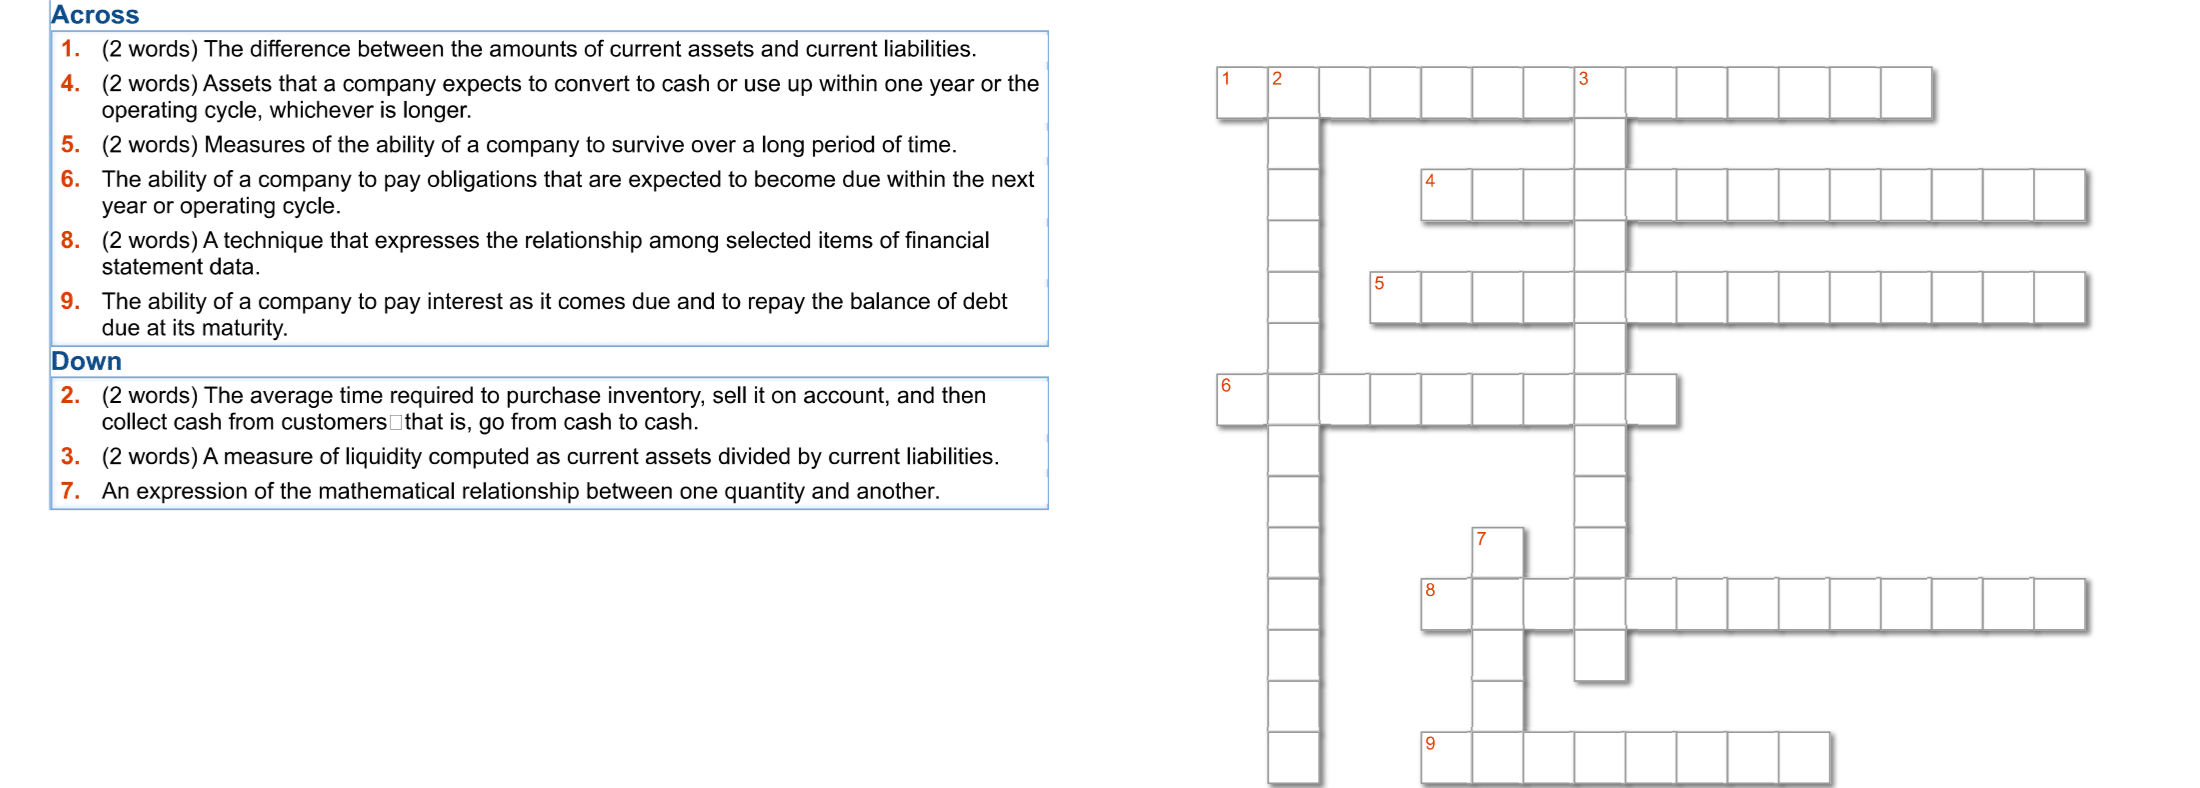 Across
1. (2 words) The difference between the amounts of current assets and current liabilities.
4. (2 words) Assets that a company expects to convert to cash or use up within one year or the
operating cycle, whichever is longer.
5. (2 words) Measures of the ability of a company to survive over a long period of time.
6. The ability of a company to pay obligations that are expected to become due within the next
year or operating cycle.
8. (2 words) A technique that expresses the relationship among selected items of financial
statement data.
9. The ability of a company to pay interest as it comes due and to repay the balance of debt
due at its maturity.
Down
2. (2 words) The average time required to purchase inventory, sell it on account, and then
collect cash from customers□that is, go from cash to cash.
3. (2 words) A measure of liquidity computed as current assets divided by current liabilities.
7. An expression of the mathematical relationship between one quantity and another.
1 2 3
4
5
6
7
8
9